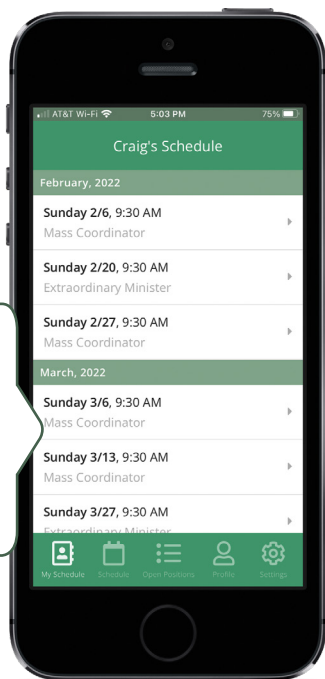 AT&T Wi-Fi 5:03 PM 75%
Craig's Schedule
February, 2022
Sunday 2/6, 9:30 AM
Mass Coordinator
Sunday 2/20, 9:30 AM
Extraordinary Minister
Sunday 2/27, 9:30 AM
Mass Coordinator
March, 2022
Sunday 3/6, 9:30 AM
Mass Coordinator
Sunday 3/13, 9:30 AM
Mass Coordinator
Sunday 3/27, 9:30 AM
Extraordinary Minister
My Schedule Schedule Open Positions Profile Settings